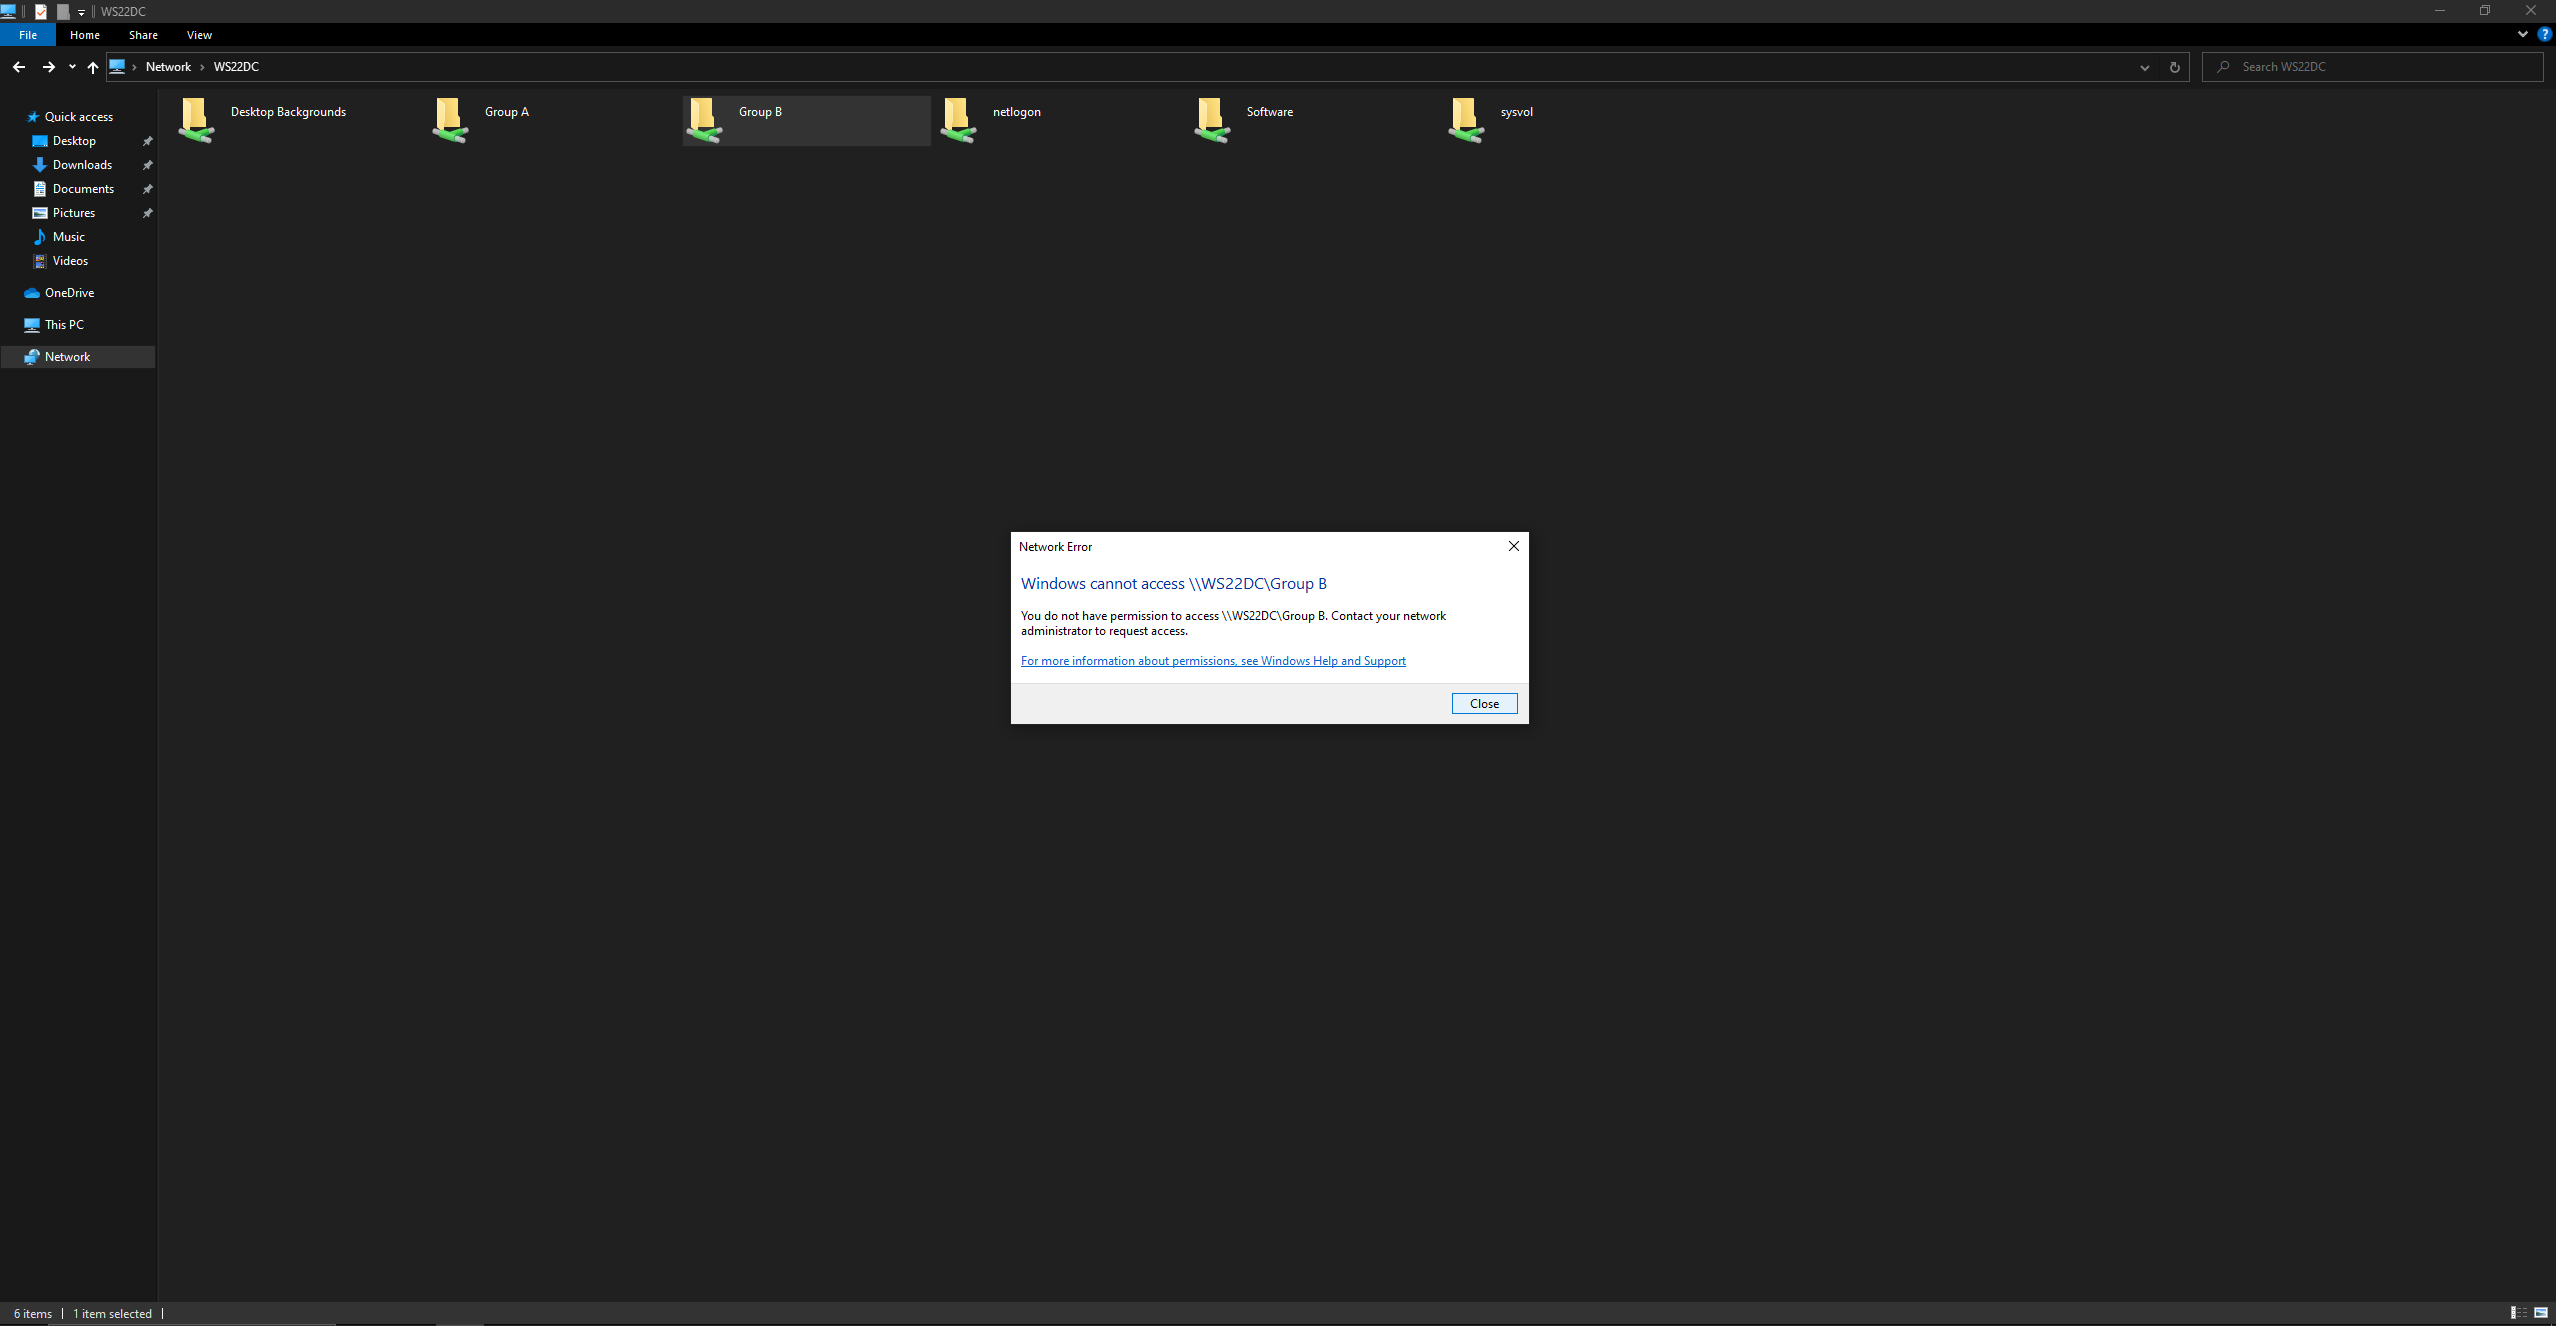 WS22DC
File Home Share View
Network › WS22DC
Search WS22DC
Quick access
Desktop
Downloads
Documents
Pictures
Music
Videos
OneDrive
This PC
Network
Desktop Backgrounds Group A Group B netlogon Software sysvol
Network Error
Windows cannot access \\WS22DC\Group B
You do not have permission to access \\WS22DC\Group B. Contact your network
administrator to request access.
For more information about permissions, see Windows Help and Support
Close
6 items 1 item selected